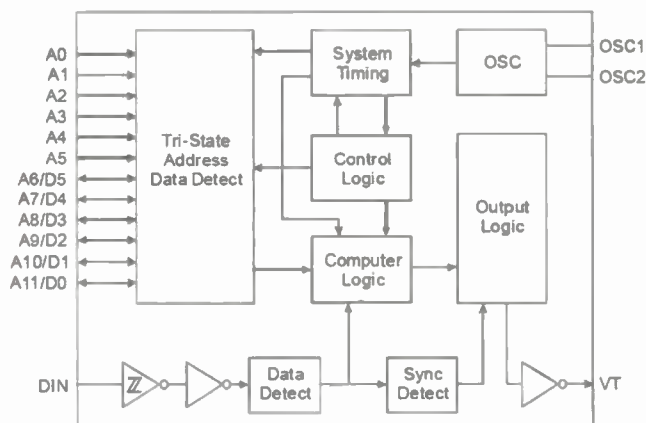 A0
A1
A2
A3
A4
A5
A6/D5
A7/D4
A8/D3
A9/D2
A10/D1
A11/D0
DIN
Tri-State
Address
Data Detect
System
Timing
OSC
OSC1
OSC2
Control
Logic
Computer
Logic
Output
Logic
Data
Detect
Sync
Detect
VT